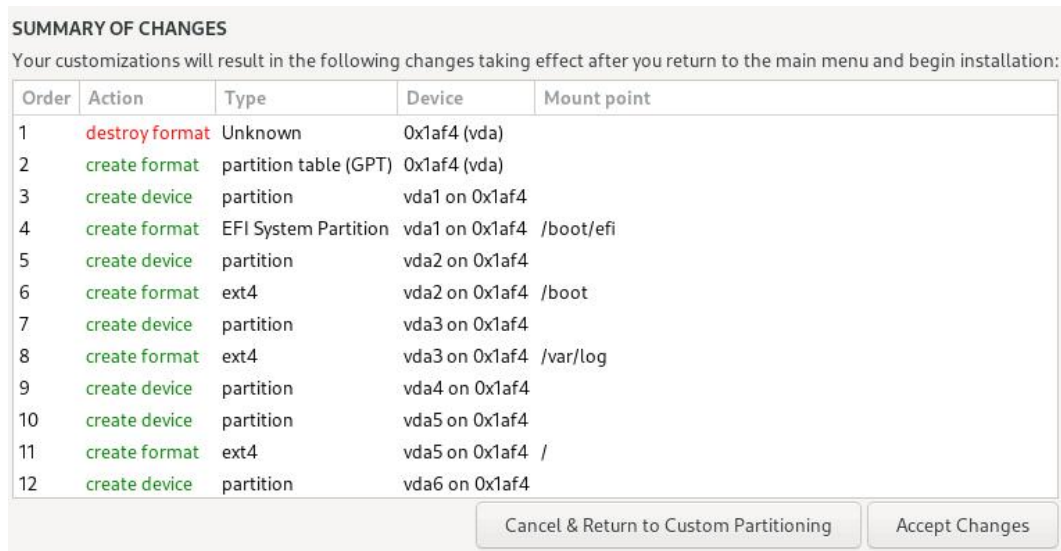 SUMMARY OF CHANGES
Your customizations will result in the following changes taking effect after you return to the main menu and begin installation:
Order Action Type Device Mount point
1 destroy format Unknown 0x1af4 (vda)
2 create format partition table (GPT) 0x1af4 (vda)
3 create device partition vda1 on 0x1af4
4 create format EFI System Partition vda1 on 0x1af4 /boot/efi
5 create device partition vda2 on 0x1af4
6 create format ext4 vda2 on 0x1af4 /boot
7 create device partition vda3 on 0x1af4
8 create format ext4 vda3 on 0x1af4 /var/log
9 create device partition vda4 on 0x1af4
10 create device partition vda5 on 0x1af4
11 create format ext4 vda5 on 0x1af4 /
12 create device partition vda6 on 0x1af4
Cancel & Return to Custom Partitioning Accept Changes